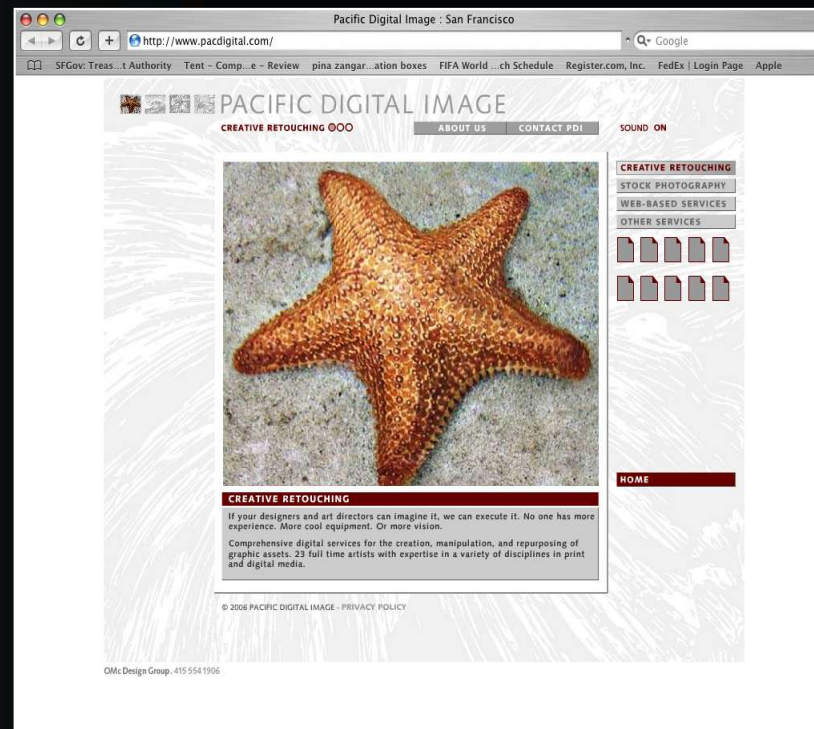 Pacific Digital Image : San Francisco
http://www.pacdigital.com/
Google
SFGov: Treas...t Authority Tent - Comp...e - Review pina zangar...ation boxes FIFA World ...ch Schedule Register.com, Inc. FedEx | Login Page Apple
PACIFIC DIGITAL IMAGE
CREATIVE RETOUCHING ABOUT US CONTACT PDI SOUND ON
CREATIVE RETOUCHING
STOCK PHOTOGRAPHY
WEB-BASED SERVICES
OTHER SERVICES
HOME
CREATIVE RETOUCHING
If your designers and art directors can imagine it, we can execute it. No one has more
experience. More cool equipment. Or more vision.
Comprehensive digital services for the creation, manipulation, and repurposing of
graphic assets. 23 full time artists with expertise in a variety of disciplines in print
and digital media.
© 2006 PACIFIC DIGITAL IMAGE - PRIVACY POLICY
OMc Design Group. 415 554 1906